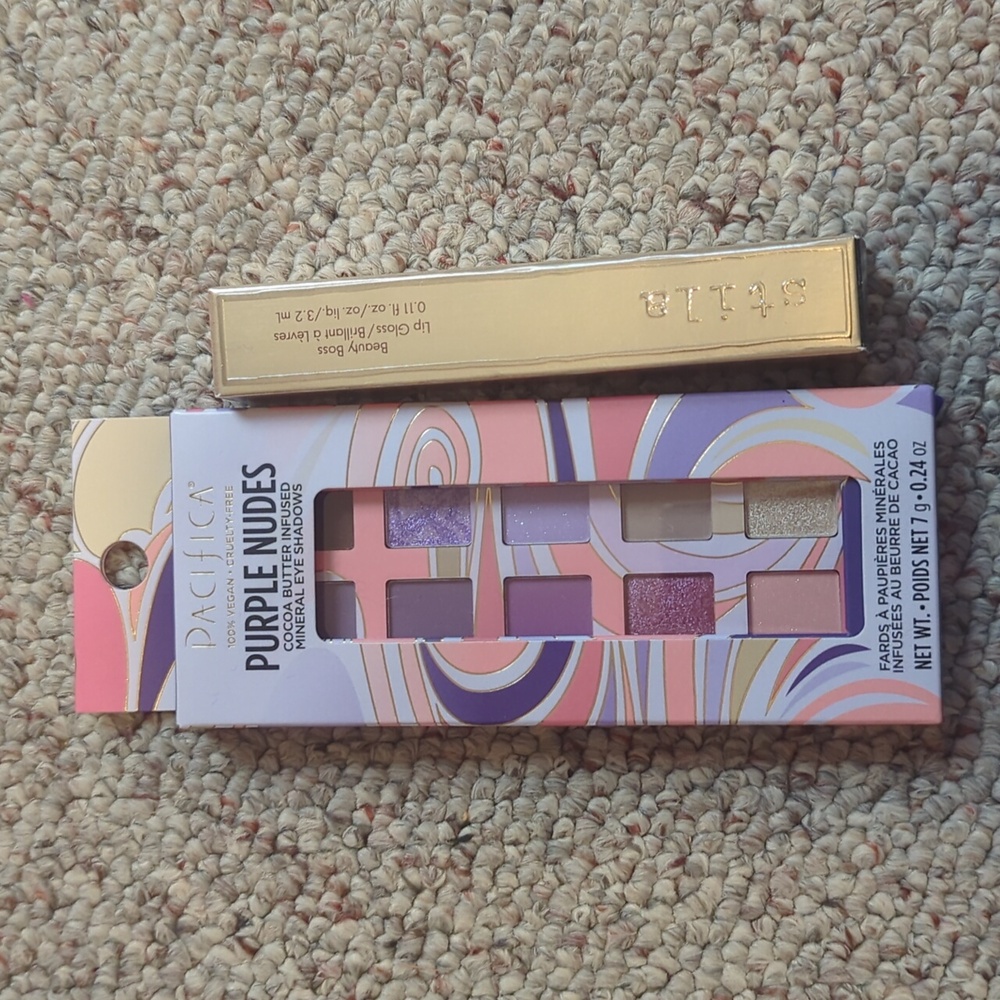 stila
Beauty Boss
Lip Gloss/Brillant à Lèvres
0.11 fl. oz./oz. liq./3.2 mL
PACIFICA®
100% VEGAN • CRUELTY-FREE
PURPLE NUDES
COCOA BUTTER INFUSED
MINERAL EYE SHADOWS
FARDS À PAUPIÈRES MINÉRALES
INFUSÉES AU BEURRE DE CACAO
NET WT. • POIDS NET 7 g • 0.24 oz